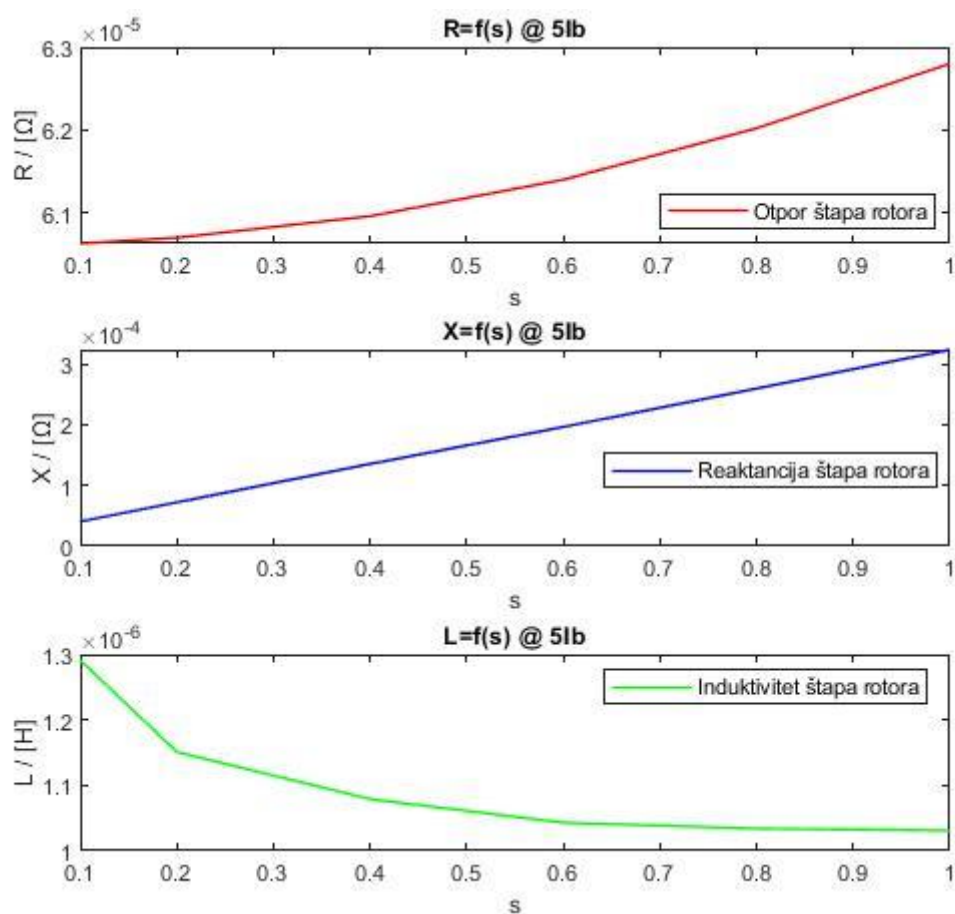 R=f(s) @ 5Ib
×10⁻⁵
6.3
6.2
6.1
R / [Ω]
Otpor štapa rotora
0.1 0.2 0.3 0.4 0.5 0.6 0.7 0.8 0.9 1
s
X=f(s) @ 5Ib
×10⁻⁴
3
2
1
0
X / [Ω]
Reaktancija štapa rotora
0.1 0.2 0.3 0.4 0.5 0.6 0.7 0.8 0.9 1
s
L=f(s) @ 5Ib
×10⁻⁶
1.3
1.2
1.1
1
L / [H]
Induktivitet štapa rotora
0.1 0.2 0.3 0.4 0.5 0.6 0.7 0.8 0.9 1
s